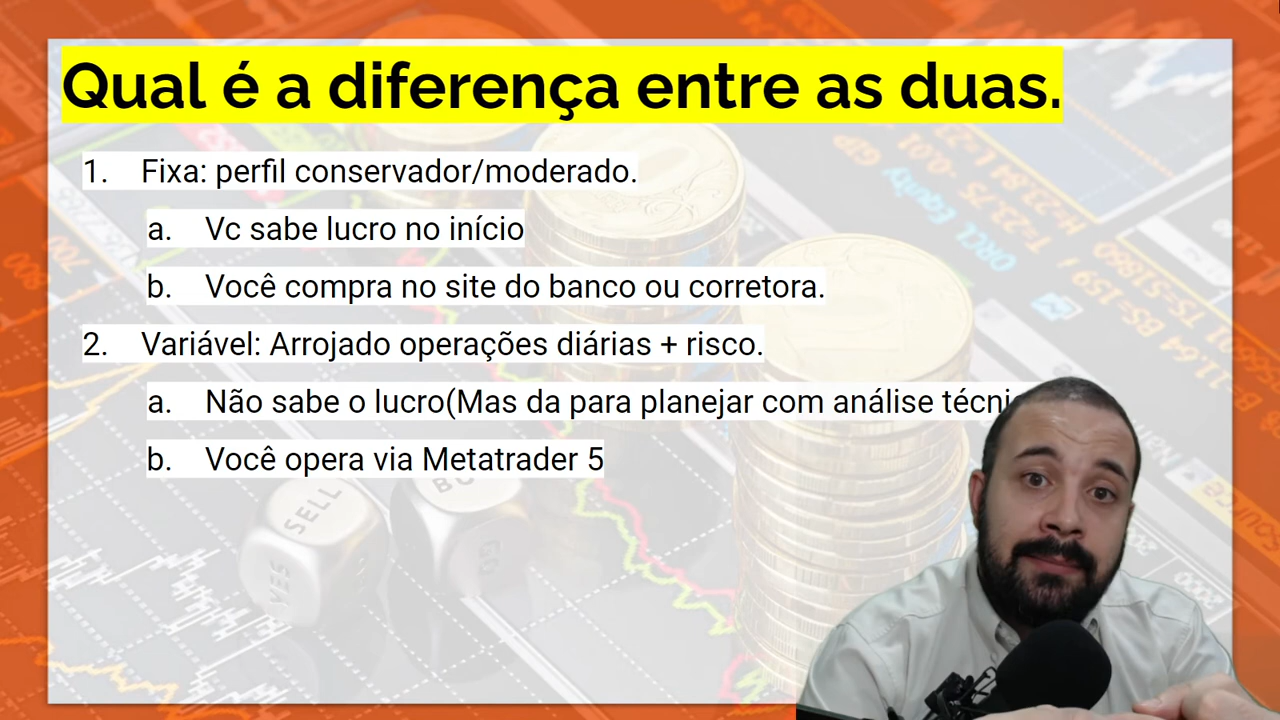 Qual é a diferença entre as duas.
1. Fixa: perfil conservador/moderado.
a. Vc sabe lucro no início
b. Você compra no site do banco ou corretora.
2. Variável: Arrojado operações diárias + risco.
a. Não sabe o lucro(Mas da para planejar com análise
b. Você opera via Metatrader 5
SELL
YES